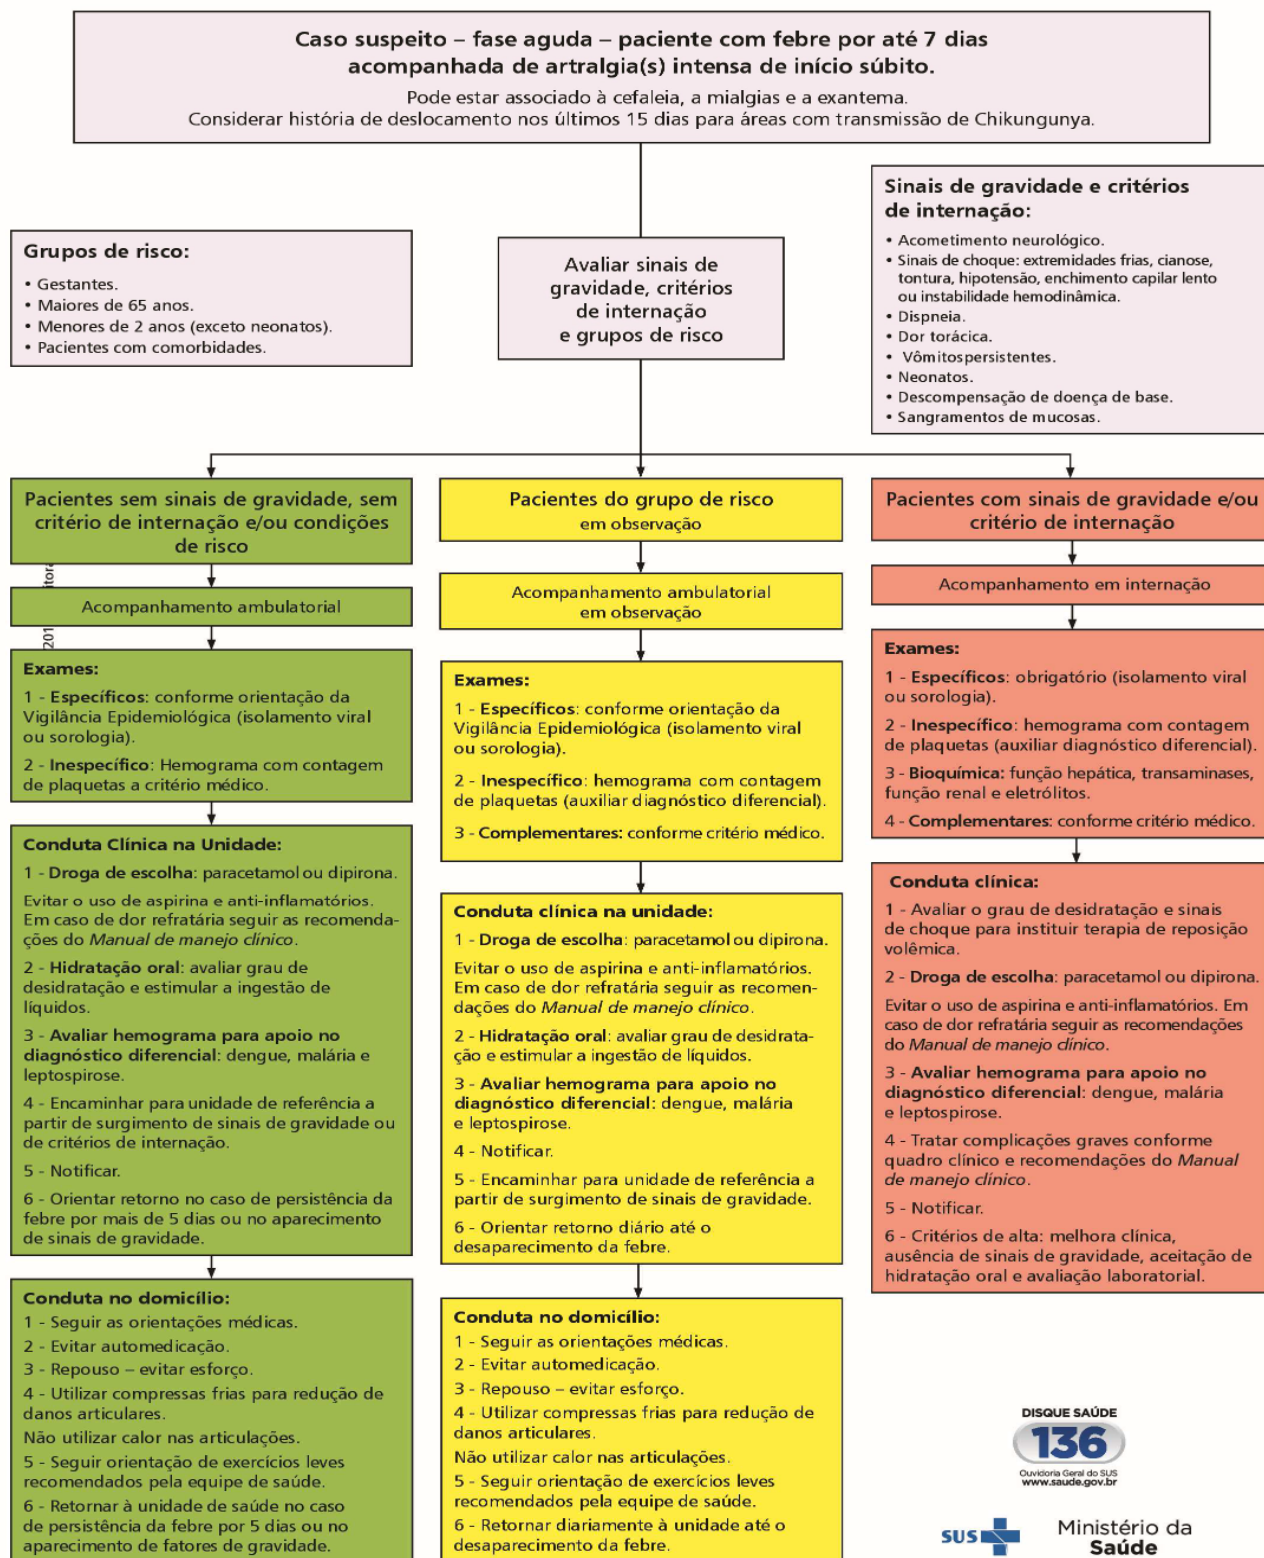 Caso suspeito – fase aguda – paciente com febre por até 7 dias
acompanhada de artralgia(s) intensa de início súbito.
Pode estar associado à cefaleia, a mialgias e a exantema.
Considerar história de deslocamento nos últimos 15 dias para áreas com transmissão de Chikungunya.
Grupos de risco:
• Gestantes.
• Maiores de 65 anos.
• Menores de 2 anos (exceto neonatos).
• Pacientes com comorbidades.
Avaliar sinais de
gravidade, critérios
de internação
e grupos de risco
Sinais de gravidade e critérios
de internação:
• Acometimento neurológico.
• Sinais de choque: extremidades frias, cianose,
tontura, hipotensão, enchimento capilar lento
ou instabilidade hemodinâmica.
• Dispneia.
• Dor torácica.
• Vômitospersistentes.
• Neonatos.
• Descompensação de doença de base.
• Sangramentos de mucosas.
Pacientes sem sinais de gravidade, sem
critério de internação e/ou condições
de risco
Acompanhamento ambulatorial
Exames:
1 - Específicos: conforme orientação da
Vigilância Epidemiológica (isolamento viral
ou sorologia).
2 - Inespecífico: Hemograma com contagem
de plaquetas a critério médico.
Conduta Clínica na Unidade:
1 - Droga de escolha: paracetamol ou dipirona.
Evitar o uso de aspirina e anti-inflamatórios.
Em caso de dor refratária seguir as recomenda-
ções do Manual de manejo clínico.
2 - Hidratação oral: avaliar grau de
desidratação e estimular a ingestão de
líquidos.
3 - Avaliar hemograma para apoio no
diagnóstico diferencial: dengue, malária e
leptospirose.
4 - Encaminhar para unidade de referência a
partir de surgimento de sinais de gravidade ou
de critérios de internação.
5 - Notificar.
6 - Orientar retorno no caso de persistência da
febre por mais de 5 dias ou no aparecimento
de sinais de gravidade.
Conduta no domicílio:
1 - Seguir as orientações médicas.
2 - Evitar automedicação.
3 - Repouso – evitar esforço.
4 - Utilizar compressas frias para redução de
danos articulares.
Não utilizar calor nas articulações.
5 - Seguir orientação de exercícios leves
recomendados pela equipe de saúde.
6 - Retornar à unidade de saúde no caso
de persistência da febre por 5 dias ou no
aparecimento de fatores de gravidade.
Pacientes do grupo de risco
em observação
Acompanhamento ambulatorial
em observação
Exames:
1 - Específicos: conforme orientação da
Vigilância Epidemiológica (isolamento viral
ou sorologia).
2 - Inespecífico: hemograma com contagem
de plaquetas (auxiliar diagnóstico diferencial).
3 - Complementares: conforme critério médico.
Conduta clínica na unidade:
1 - Droga de escolha: paracetamol ou dipirona.
Evitar o uso de aspirina e anti-inflamatórios.
Em caso de dor refratária seguir as recomen-
dações do Manual de manejo clínico.
2 - Hidratação oral: avaliar grau de desidrata-
ção e estimular a ingestão de líquidos.
3 - Avaliar hemograma para apoio no
diagnóstico diferencial: dengue, malária
e leptospirose.
4 - Notificar.
5 - Encaminhar para unidade de referência a
partir de surgimento de sinais de gravidade.
6 - Orientar retorno diário até o
desaparecimento da febre.
Conduta no domicílio:
1 - Seguir as orientações médicas.
2 - Evitar automedicação.
3 - Repouso – evitar esforço.
4 - Utilizar compressas frias para redução de
danos articulares.
Não utilizar calor nas articulações.
5 - Seguir orientação de exercícios leves
recomendados pela equipe de saúde.
6 - Retornar diariamente à unidade até o
desaparecimento da febre.
Pacientes com sinais de gravidade e/ou
critério de internação
Acompanhamento em internação
Exames:
1 - Específicos: obrigatório (isolamento viral
ou sorologia).
2 - Inespecífico: hemograma com contagem
de plaquetas (auxiliar diagnóstico diferencial).
3 - Bioquímica: função hepática, transaminases,
função renal e eletrólitos.
4 - Complementares: conforme critério médico.
Conduta clínica:
1 - Avaliar o grau de desidratação e sinais
de choque para instituir terapia de reposição
volêmica.
2 - Droga de escolha: paracetamol ou dipirona.
Evitar o uso de aspirina e anti-inflamatórios. Em
caso de dor refratária seguir as recomendações
do Manual de manejo clínico.
3 - Avaliar hemograma para apoio no
diagnóstico diferencial: dengue, malária
e leptospirose.
4 - Tratar complicações graves conforme
quadro clínico e recomendações do Manual
de manejo clínico.
5 - Notificar.
6 - Critérios de alta: melhora clínica,
ausência de sinais de gravidade, aceitação de
hidratação oral e avaliação laboratorial.
DISQUE SAÚDE
136
Ouvidoria Geral do SUS
www.saude.gov.br
SUS
Ministério da
Saúde